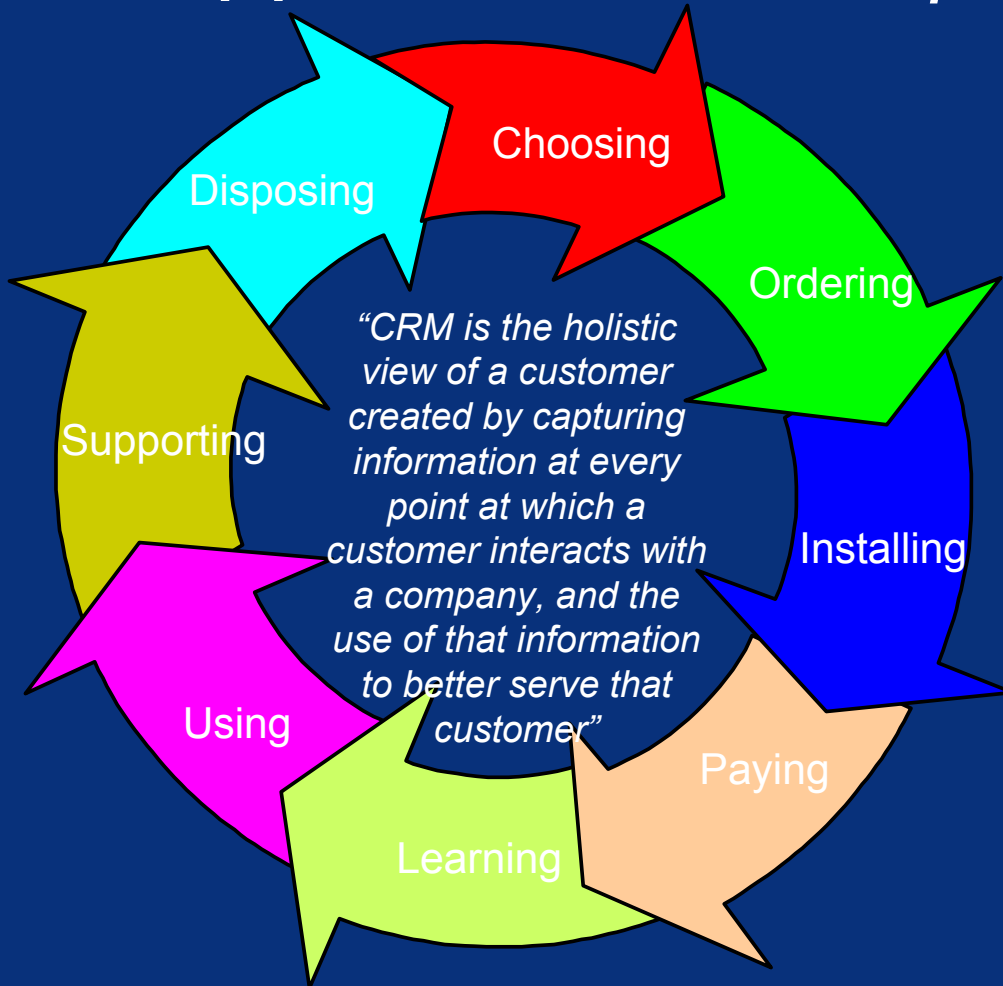 Choosing
Disposing
Ordering
“CRM is the holistic
view of a customer
created by capturing
information at every
point at which a
customer interacts with
a company, and the
use of that information
to better serve that
customer”
Supporting
Installing
Using
Paying
Learning